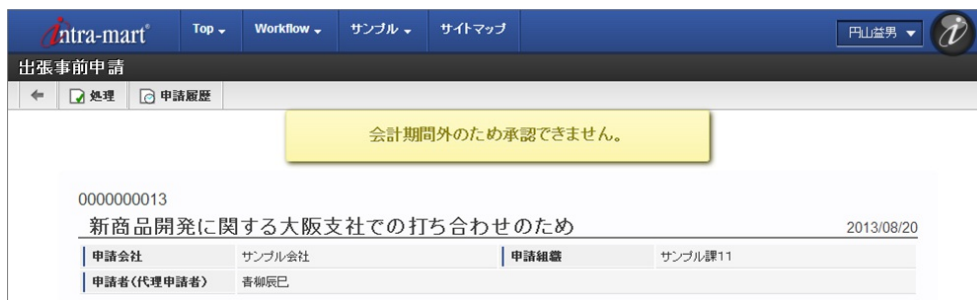 intra-mart® Top Workflow サンプル サイトマップ 円山益男
出張事前申請
処理 申請履歴
会計期間外のため承認できません。
0000000013
新商品開発に関する大阪支社での打ち合わせのため 2013/08/20
申請会社 サンプル会社 申請組織 サンプル課11
申請者(代理申請者) 青柳辰巳